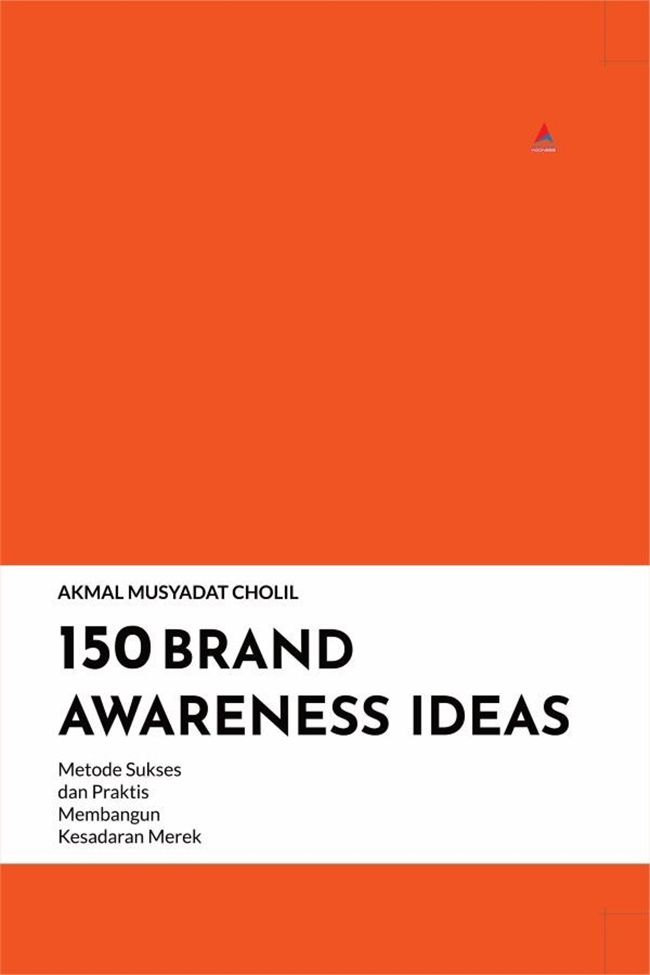 AKMAL MUSYADAT CHOLIL
150 BRAND
AWARENESS IDEAS
Metode Sukses
dan Praktis
Membangun
Kesadaran Merek